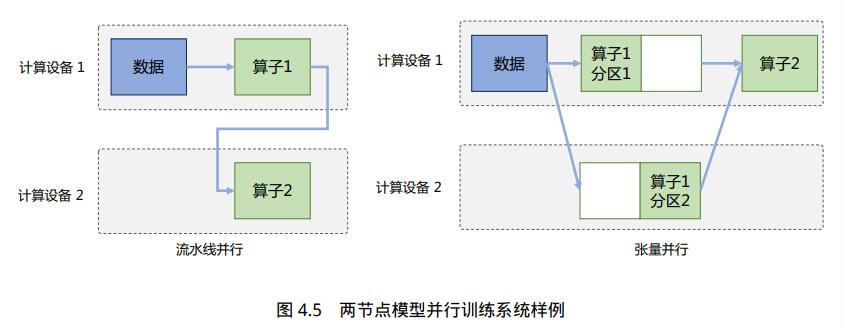 计算设备 1
数据
算子1
计算设备 2
算子2
流水线并行
计算设备 1
数据
算子1
分区1
算子2
计算设备 2
算子1
分区2
张量并行
图 4.5 两节点模型并行训练系统样例